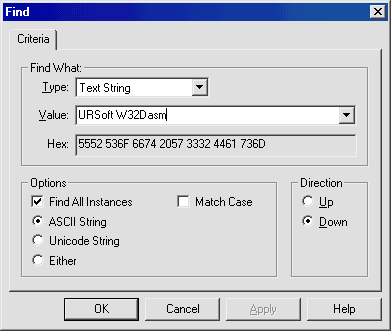 Find
Criteria
Find What:
Type: Text String
Value: URSoft W32Dasm
Hex: 5552 536F 6674 2057 3332 4461 736D
Options
Find All Instances
Match Case
ASCII String
Unicode String
Either
Direction
Up
Down
OK Cancel Apply Help